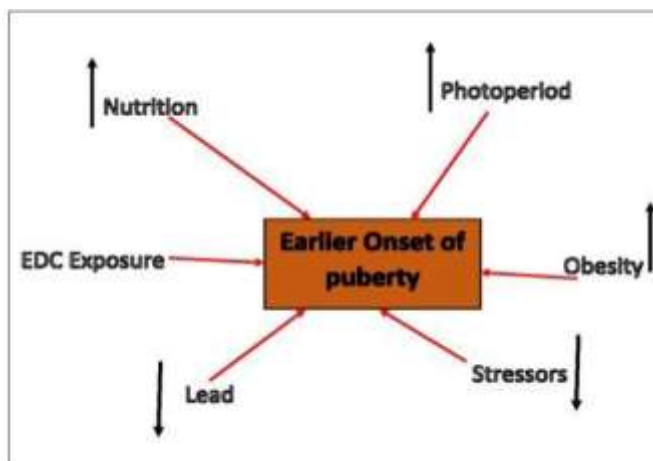 Photoperiod
Nutrition
Earlier Onset of
puberty
EDC Exposure
Obesity
Stressors
Lead